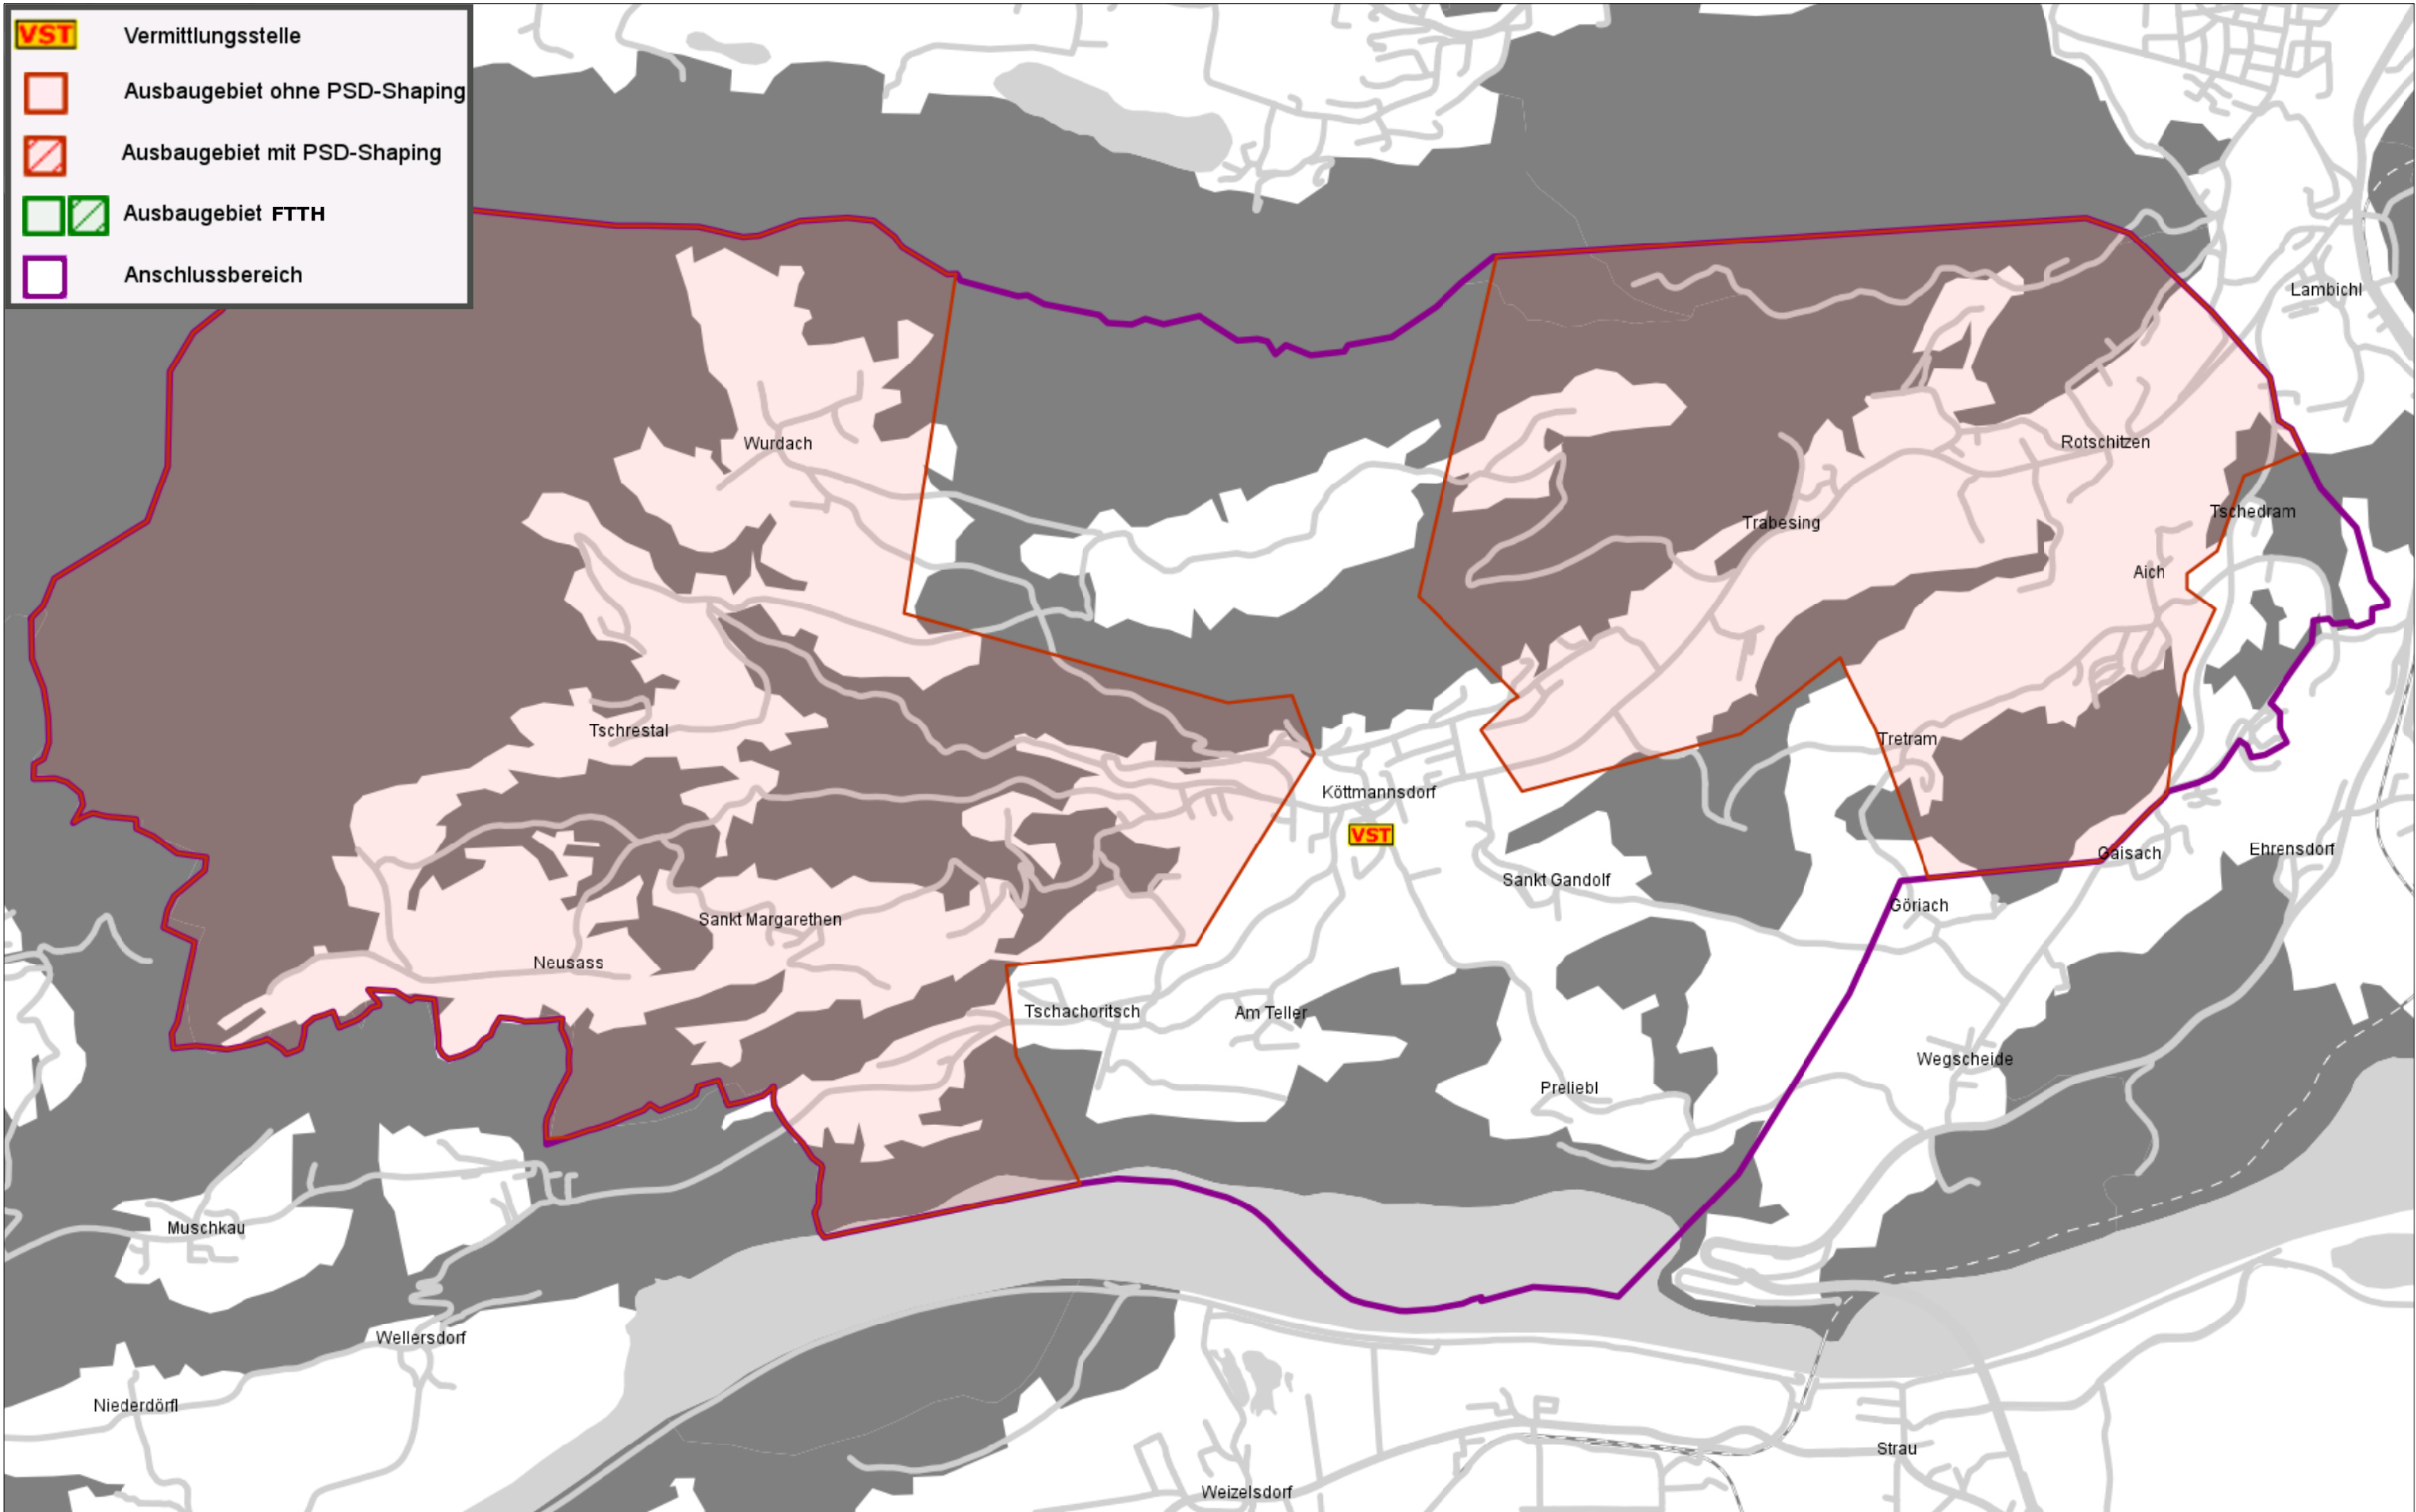 VST Vermittlungsstelle
Ausbaugebiet ohne PSD-Shaping
Ausbaugebiet mit PSD-Shaping
Ausbaugebiet FTTH
Anschlussbereich
Lambichl
Wurdach
Rotschitzen
Tschedram
Trabesing
Aich
Tschrestal
Tretram
Köttmannsdorf
VST
Gaisach
Ehrensdorf
Sankt Gandolf
Göriach
Sankt Margarethen
Neusass
Tschachoritsch
Am Teller
Wegscheide
Preliebl
Muschkau
Wellersdorf
Niederdörfl
Strau
Weizelsdorf